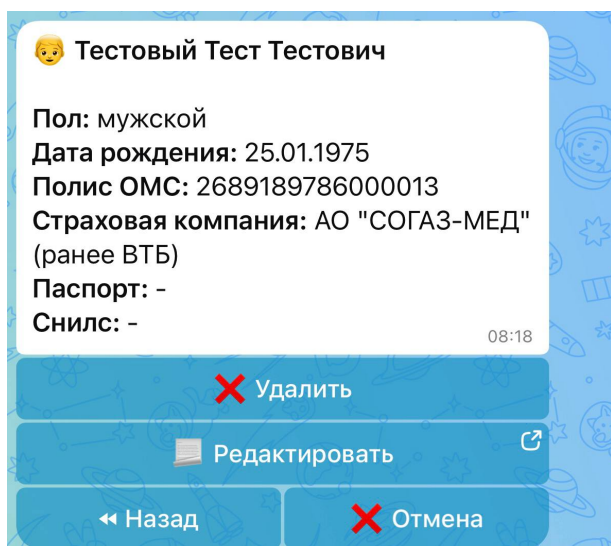 Тестовый Тест Тестович
Пол: мужской
Дата рождения: 25.01.1975
Полис ОМС: 2689189786000013
Страховая компания: АО "СОГАЗ-МЕД"
(ранее ВТБ)
Паспорт: -
Снилс: -
08:18
Удалить
Редактировать
Назад
Отмена